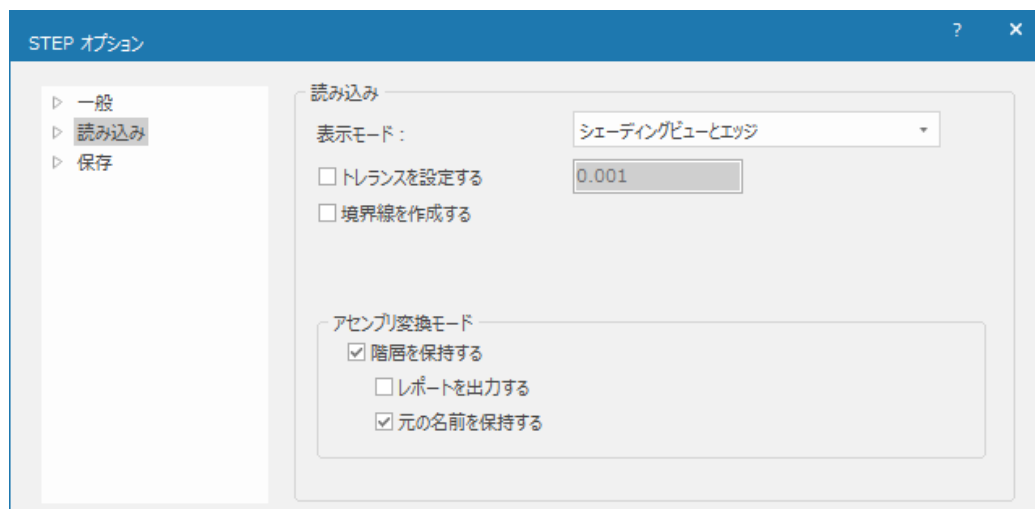 STEP オプション
?
×
一般
読み込み
保存
読み込み
表示モード :
シェーディングビューとエッジ
トレランスを設定する
0.001
境界線を作成する
アセンブリ変換モード
階層を保持する
レポートを出力する
元の名前を保持する